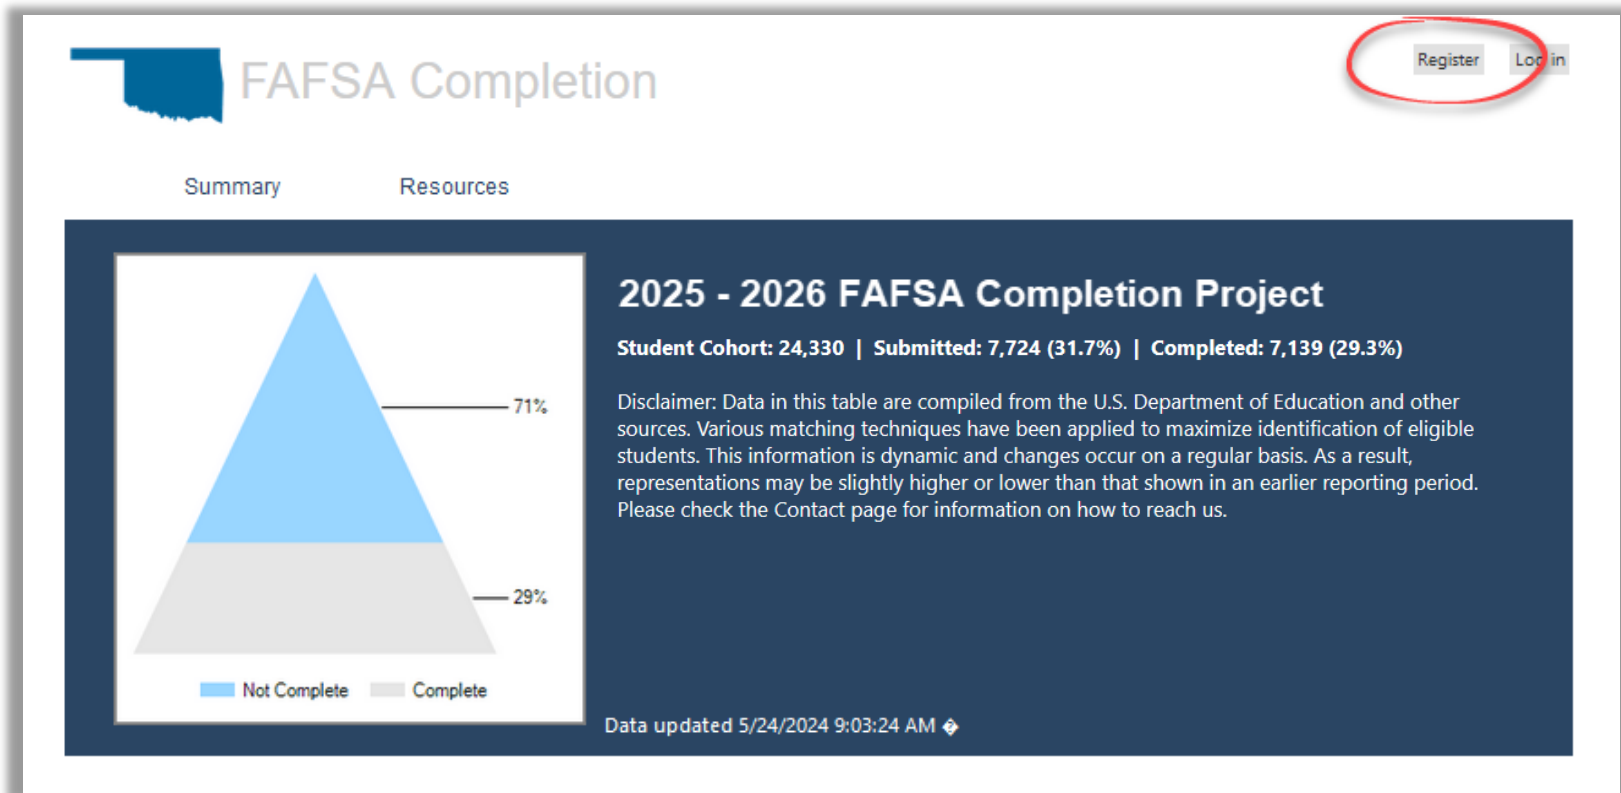 FAFSA Completion
Register
Log in
Summary
Resources
2025 - 2026 FAFSA Completion Project
Student Cohort: 24,330 | Submitted: 7,724 (31.7%) | Completed: 7,139 (29.3%)
Disclaimer: Data in this table are compiled from the U.S. Department of Education and other
sources. Various matching techniques have been applied to maximize identification of eligible
students. This information is dynamic and changes occur on a regular basis. As a result,
representations may be slightly higher or lower than that shown in an earlier reporting period.
Please check the Contact page for information on how to reach us.
71%
29%
Not Complete
Complete
Data updated 5/24/2024 9:03:24 AM �